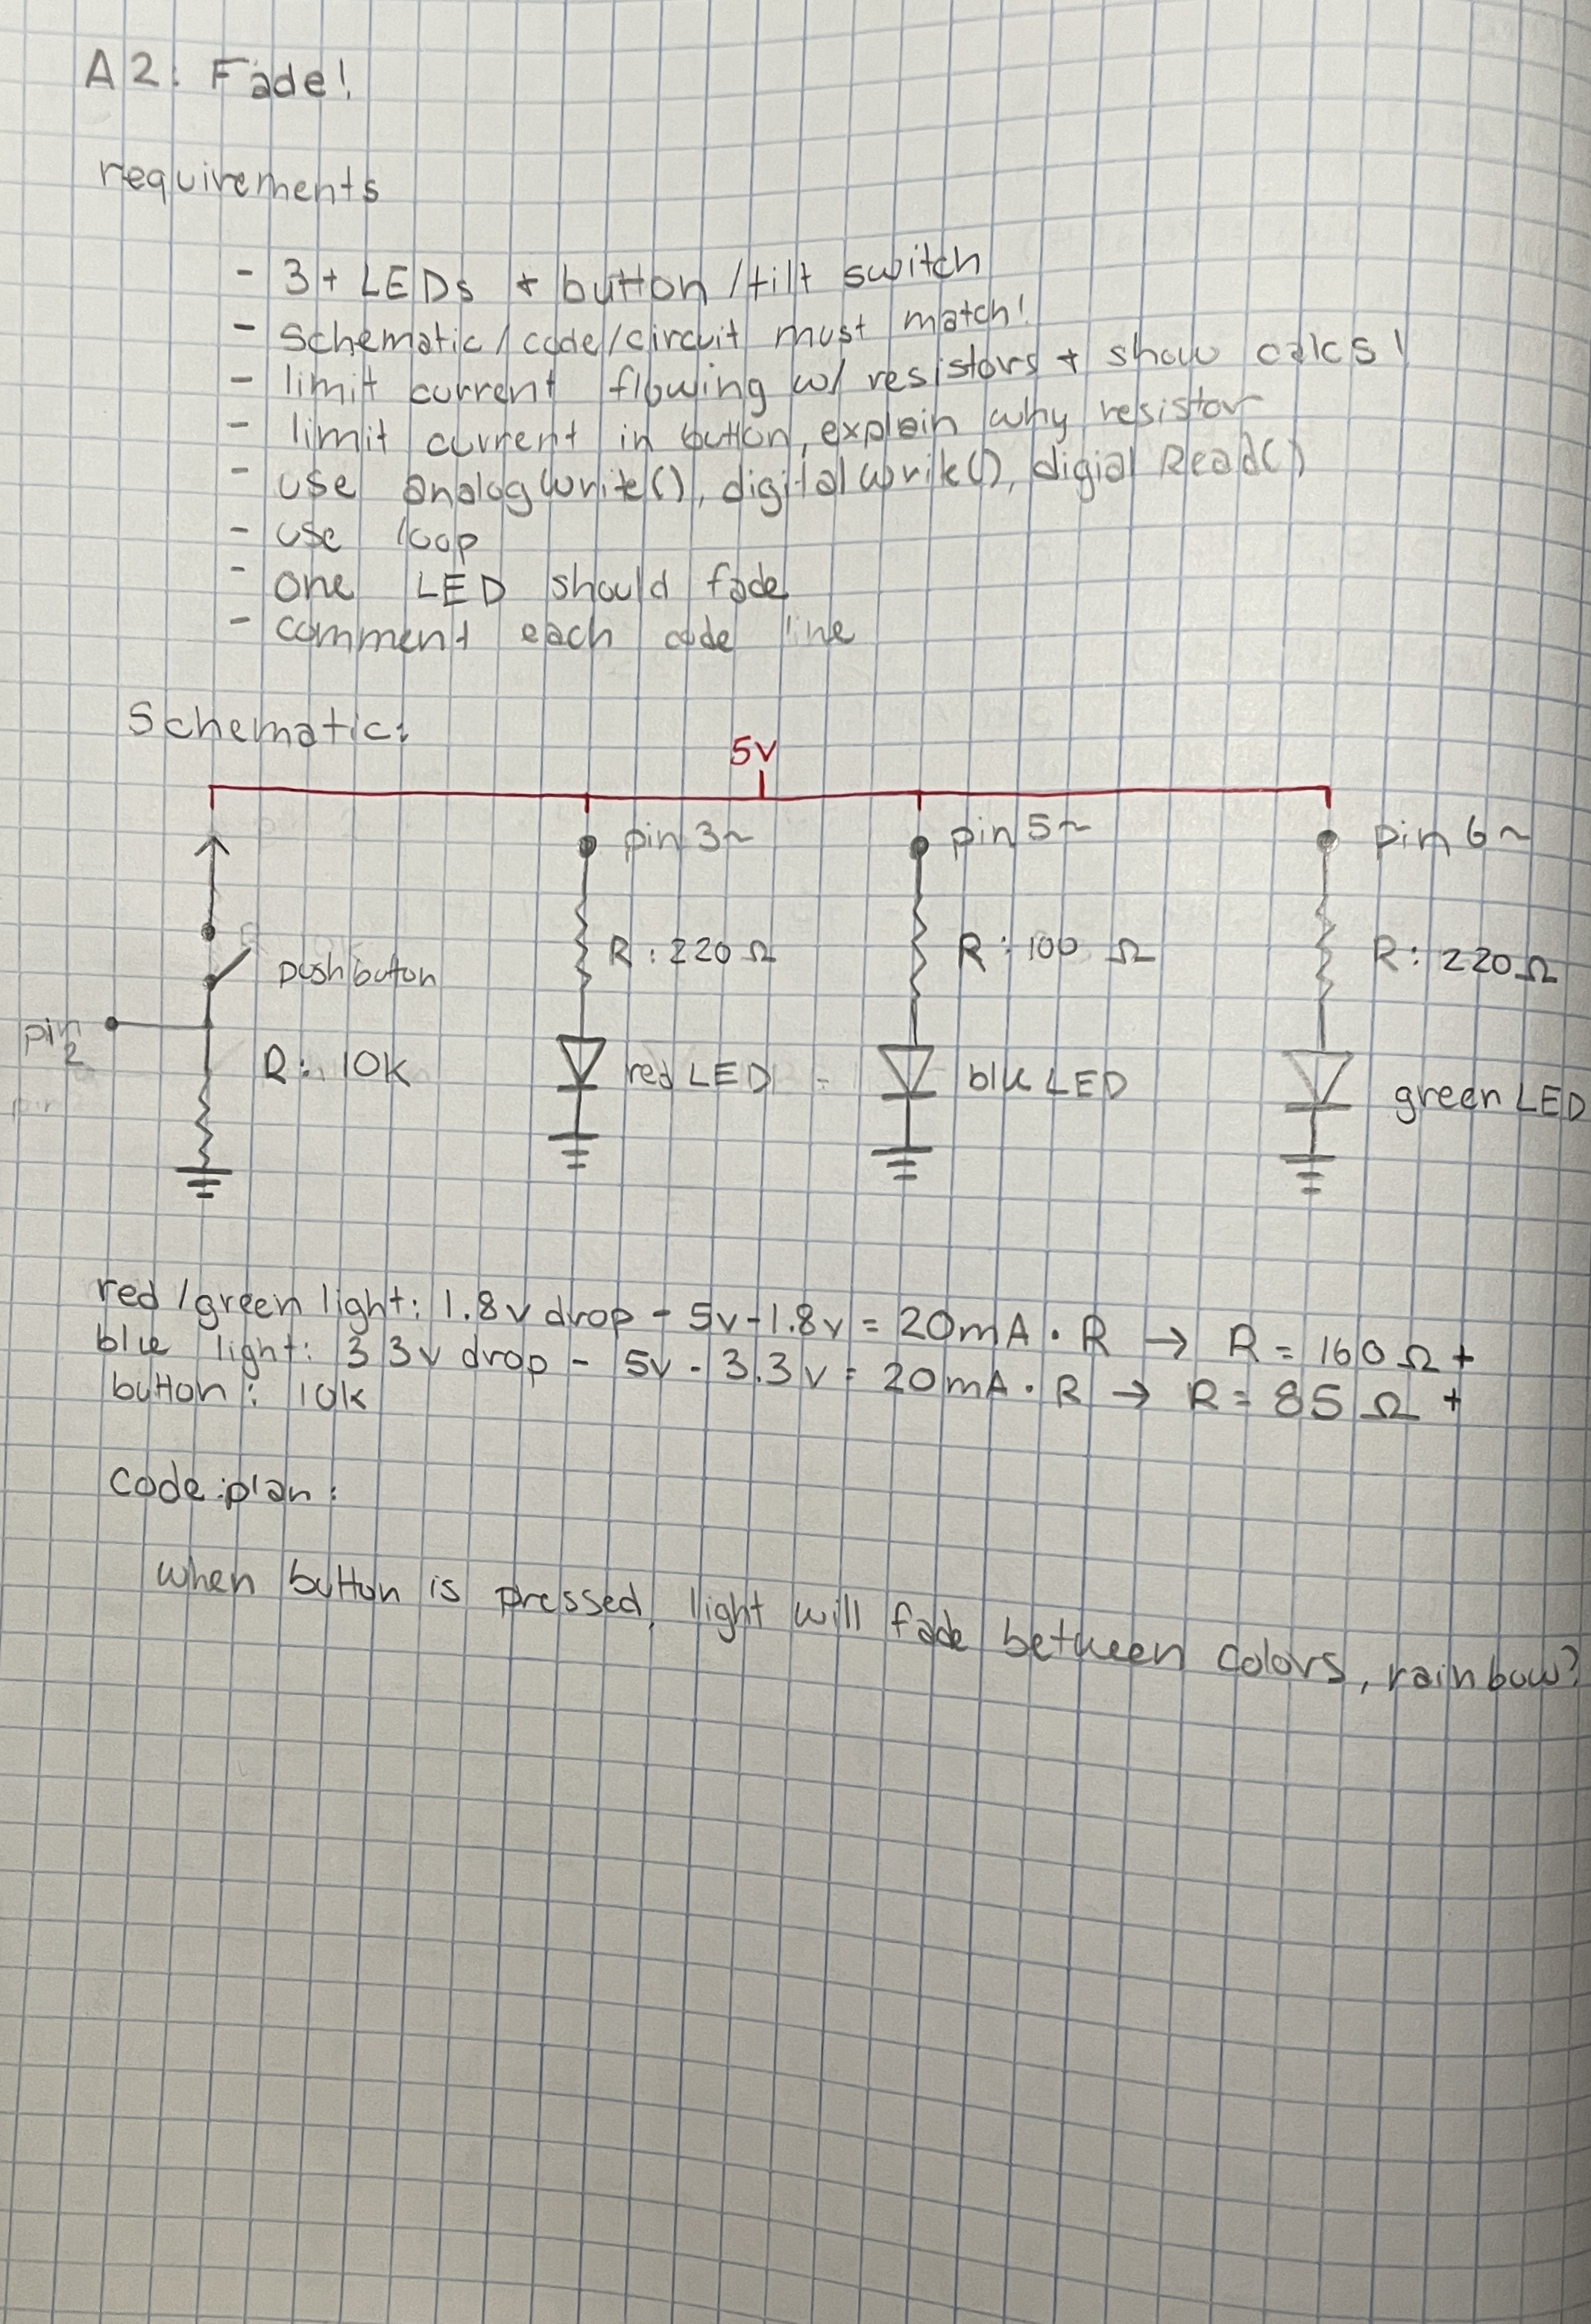 A2: Fade!
requirements
- 3+ LEDs + button / tilt switch
- Schematic / code / circuit must match!
- limit current flowing w/ resistors + show calcs!
- limit current in button, explain why resistor
- use analogWrite(), digitalWrite(), digial Read()
- use loop
- one LED should fade
- comment each code line
Schematic:
5V
pin 3~
pin 5~
pin 6~
pushbutton
R: 220 Ω
R: 100 Ω
R: 220 Ω
pin 2
R: 10K
red LED
blue LED
green LED
red / green light: 1.8v drop - 5v-1.8v = 20mA · R → R = 160 Ω +
blue light: 3.3v drop - 5v - 3.3v = 20mA · R → R = 85 Ω +
button: 10k
Code plan:
when button is pressed, light will fade between colors, rainbow?